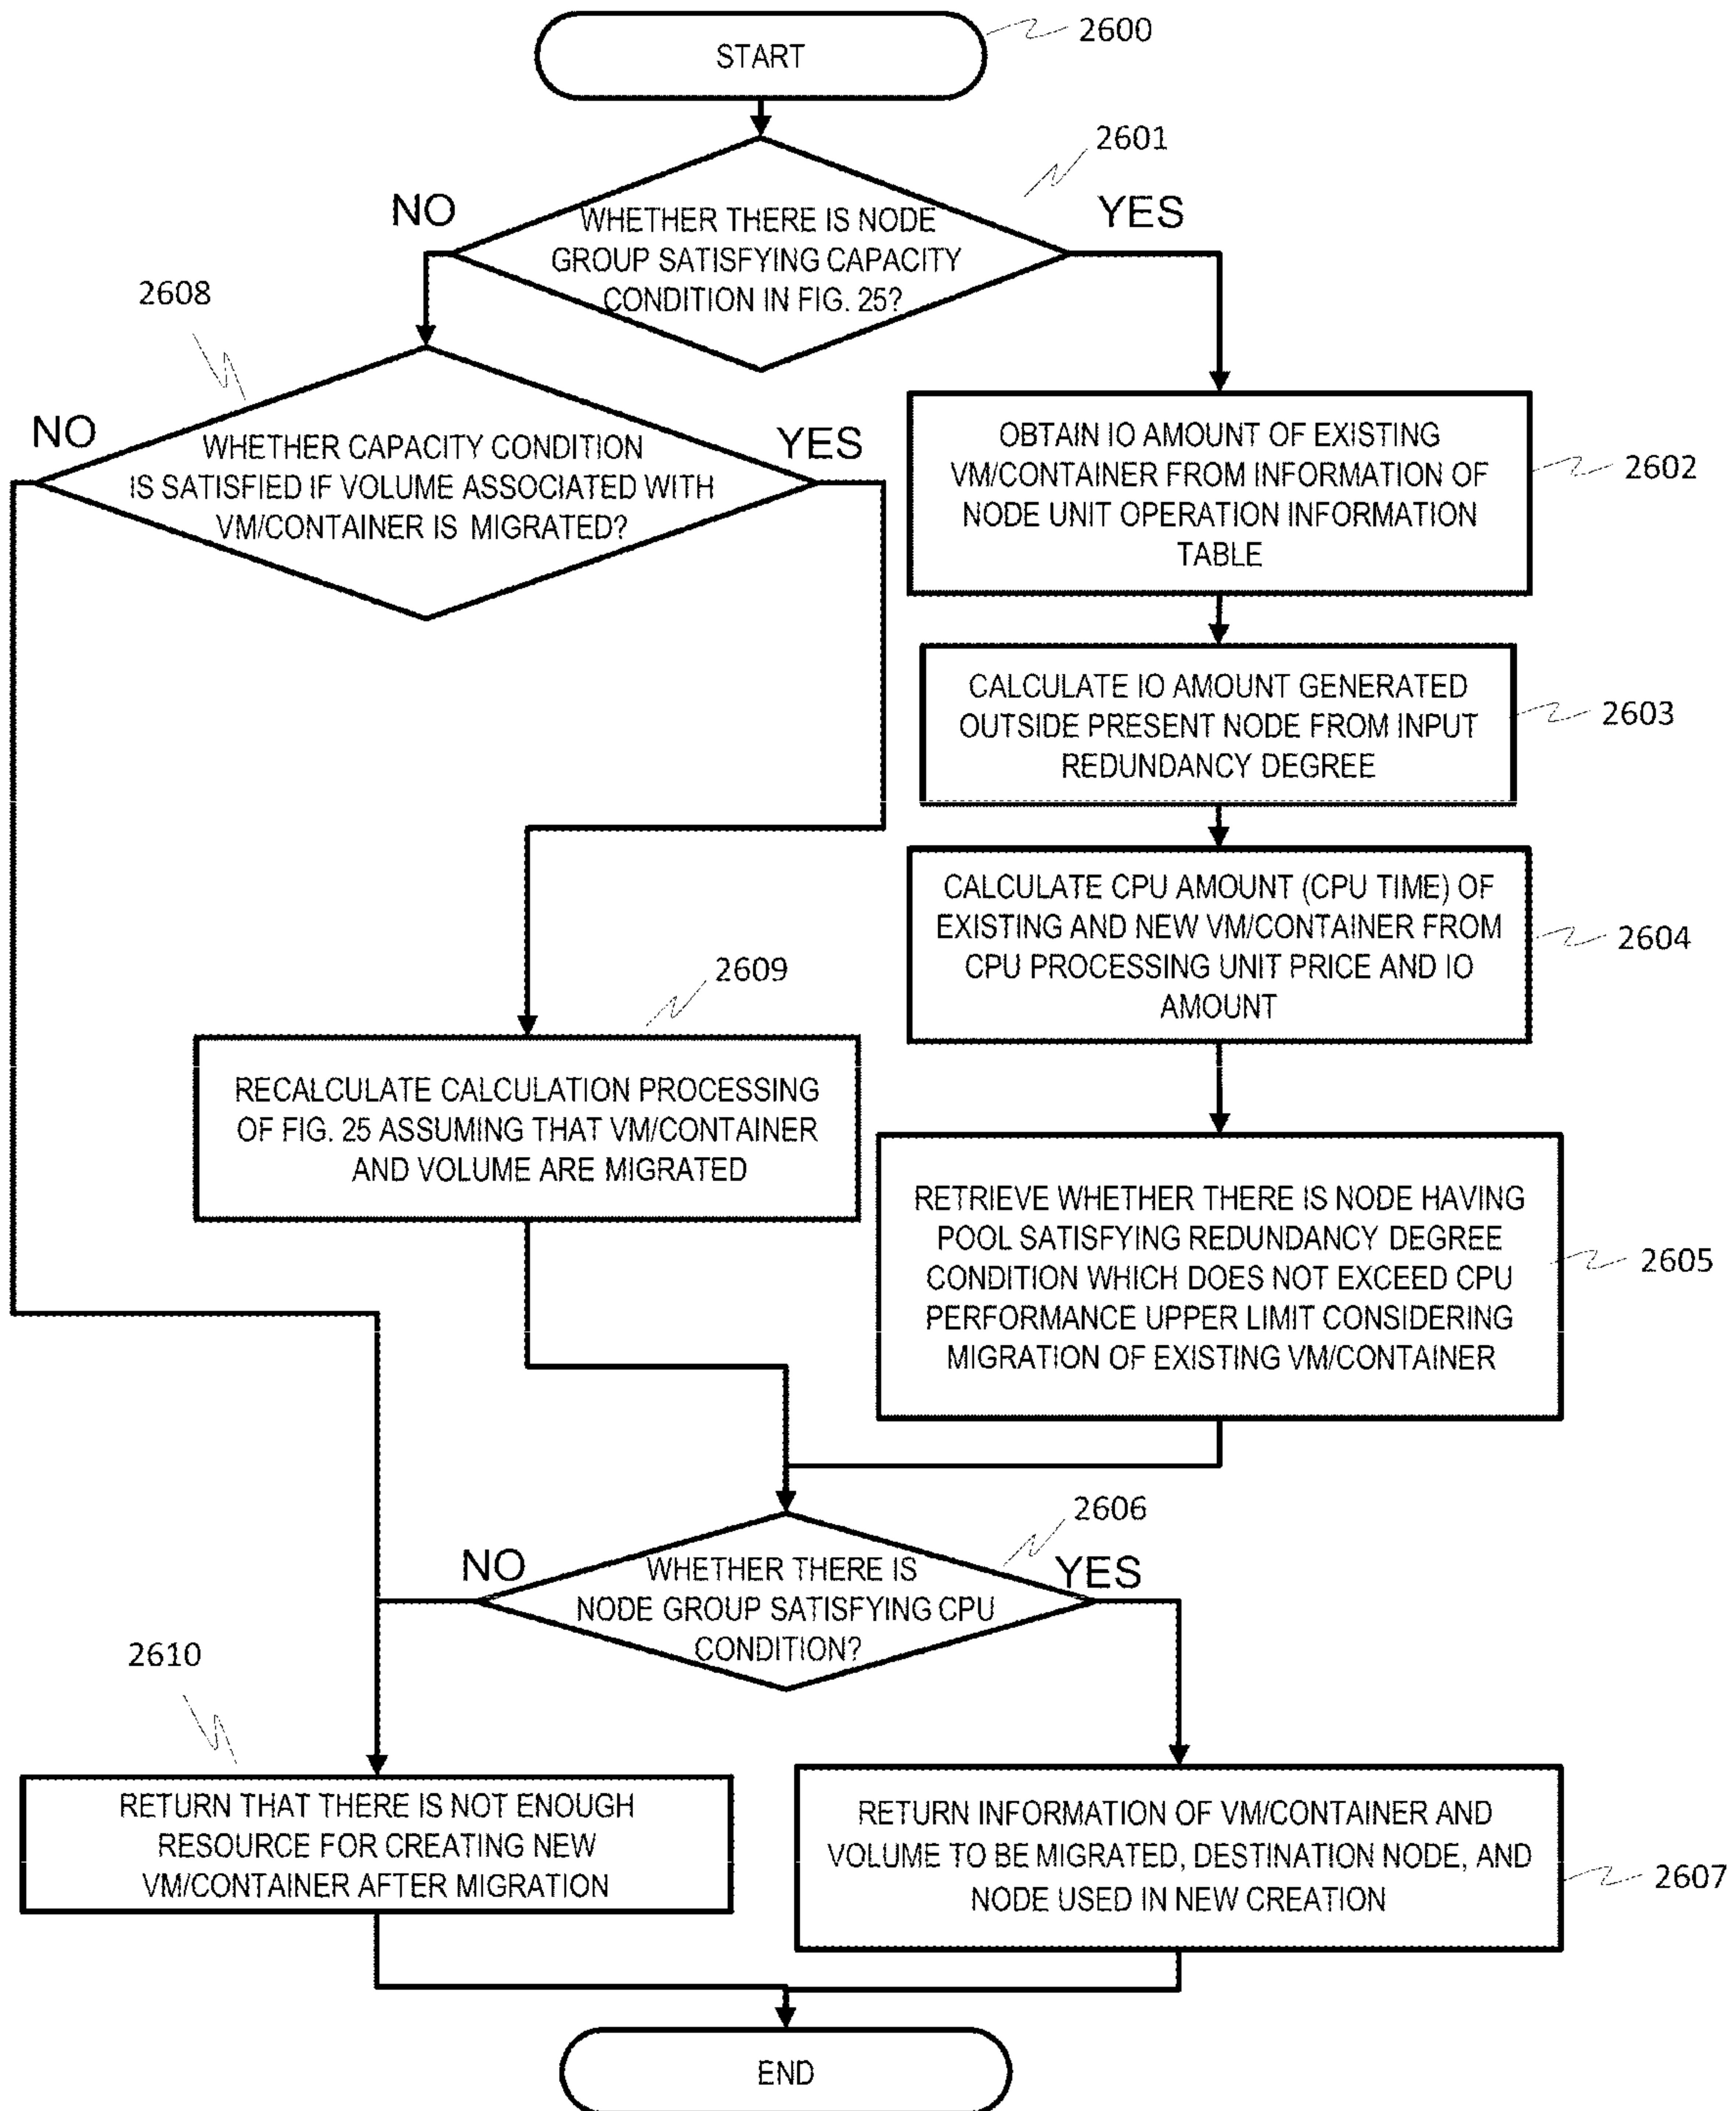 START
2600
2601
NO
YES
WHETHER THERE IS NODE
GROUP SATISFYING CAPACITY
CONDITION IN FIG. 25?
2608
NO
YES
WHETHER CAPACITY CONDITION
IS SATISFIED IF VOLUME ASSOCIATED WITH
VM/CONTAINER IS MIGRATED?
OBTAIN IO AMOUNT OF EXISTING
VM/CONTAINER FROM INFORMATION OF
NODE UNIT OPERATION INFORMATION
TABLE
2602
CALCULATE IO AMOUNT GENERATED
OUTSIDE PRESENT NODE FROM INPUT
REDUNDANCY DEGREE
2603
CALCULATE CPU AMOUNT (CPU TIME) OF
EXISTING AND NEW VM/CONTAINER FROM
CPU PROCESSING UNIT PRICE AND IO
AMOUNT
2604
2609
RECALCULATE CALCULATION PROCESSING
OF FIG. 25 ASSUMING THAT VM/CONTAINER
AND VOLUME ARE MIGRATED
RETRIEVE WHETHER THERE IS NODE HAVING
POOL SATISFYING REDUNDANCY DEGREE
CONDITION WHICH DOES NOT EXCEED CPU
PERFORMANCE UPPER LIMIT CONSIDERING
MIGRATION OF EXISTING VM/CONTAINER
2605
2606
NO
YES
WHETHER THERE IS
NODE GROUP SATISFYING CPU
CONDITION?
2610
RETURN THAT THERE IS NOT ENOUGH
RESOURCE FOR CREATING NEW
VM/CONTAINER AFTER MIGRATION
RETURN INFORMATION OF VM/CONTAINER AND
VOLUME TO BE MIGRATED, DESTINATION NODE, AND
NODE USED IN NEW CREATION
2607
END